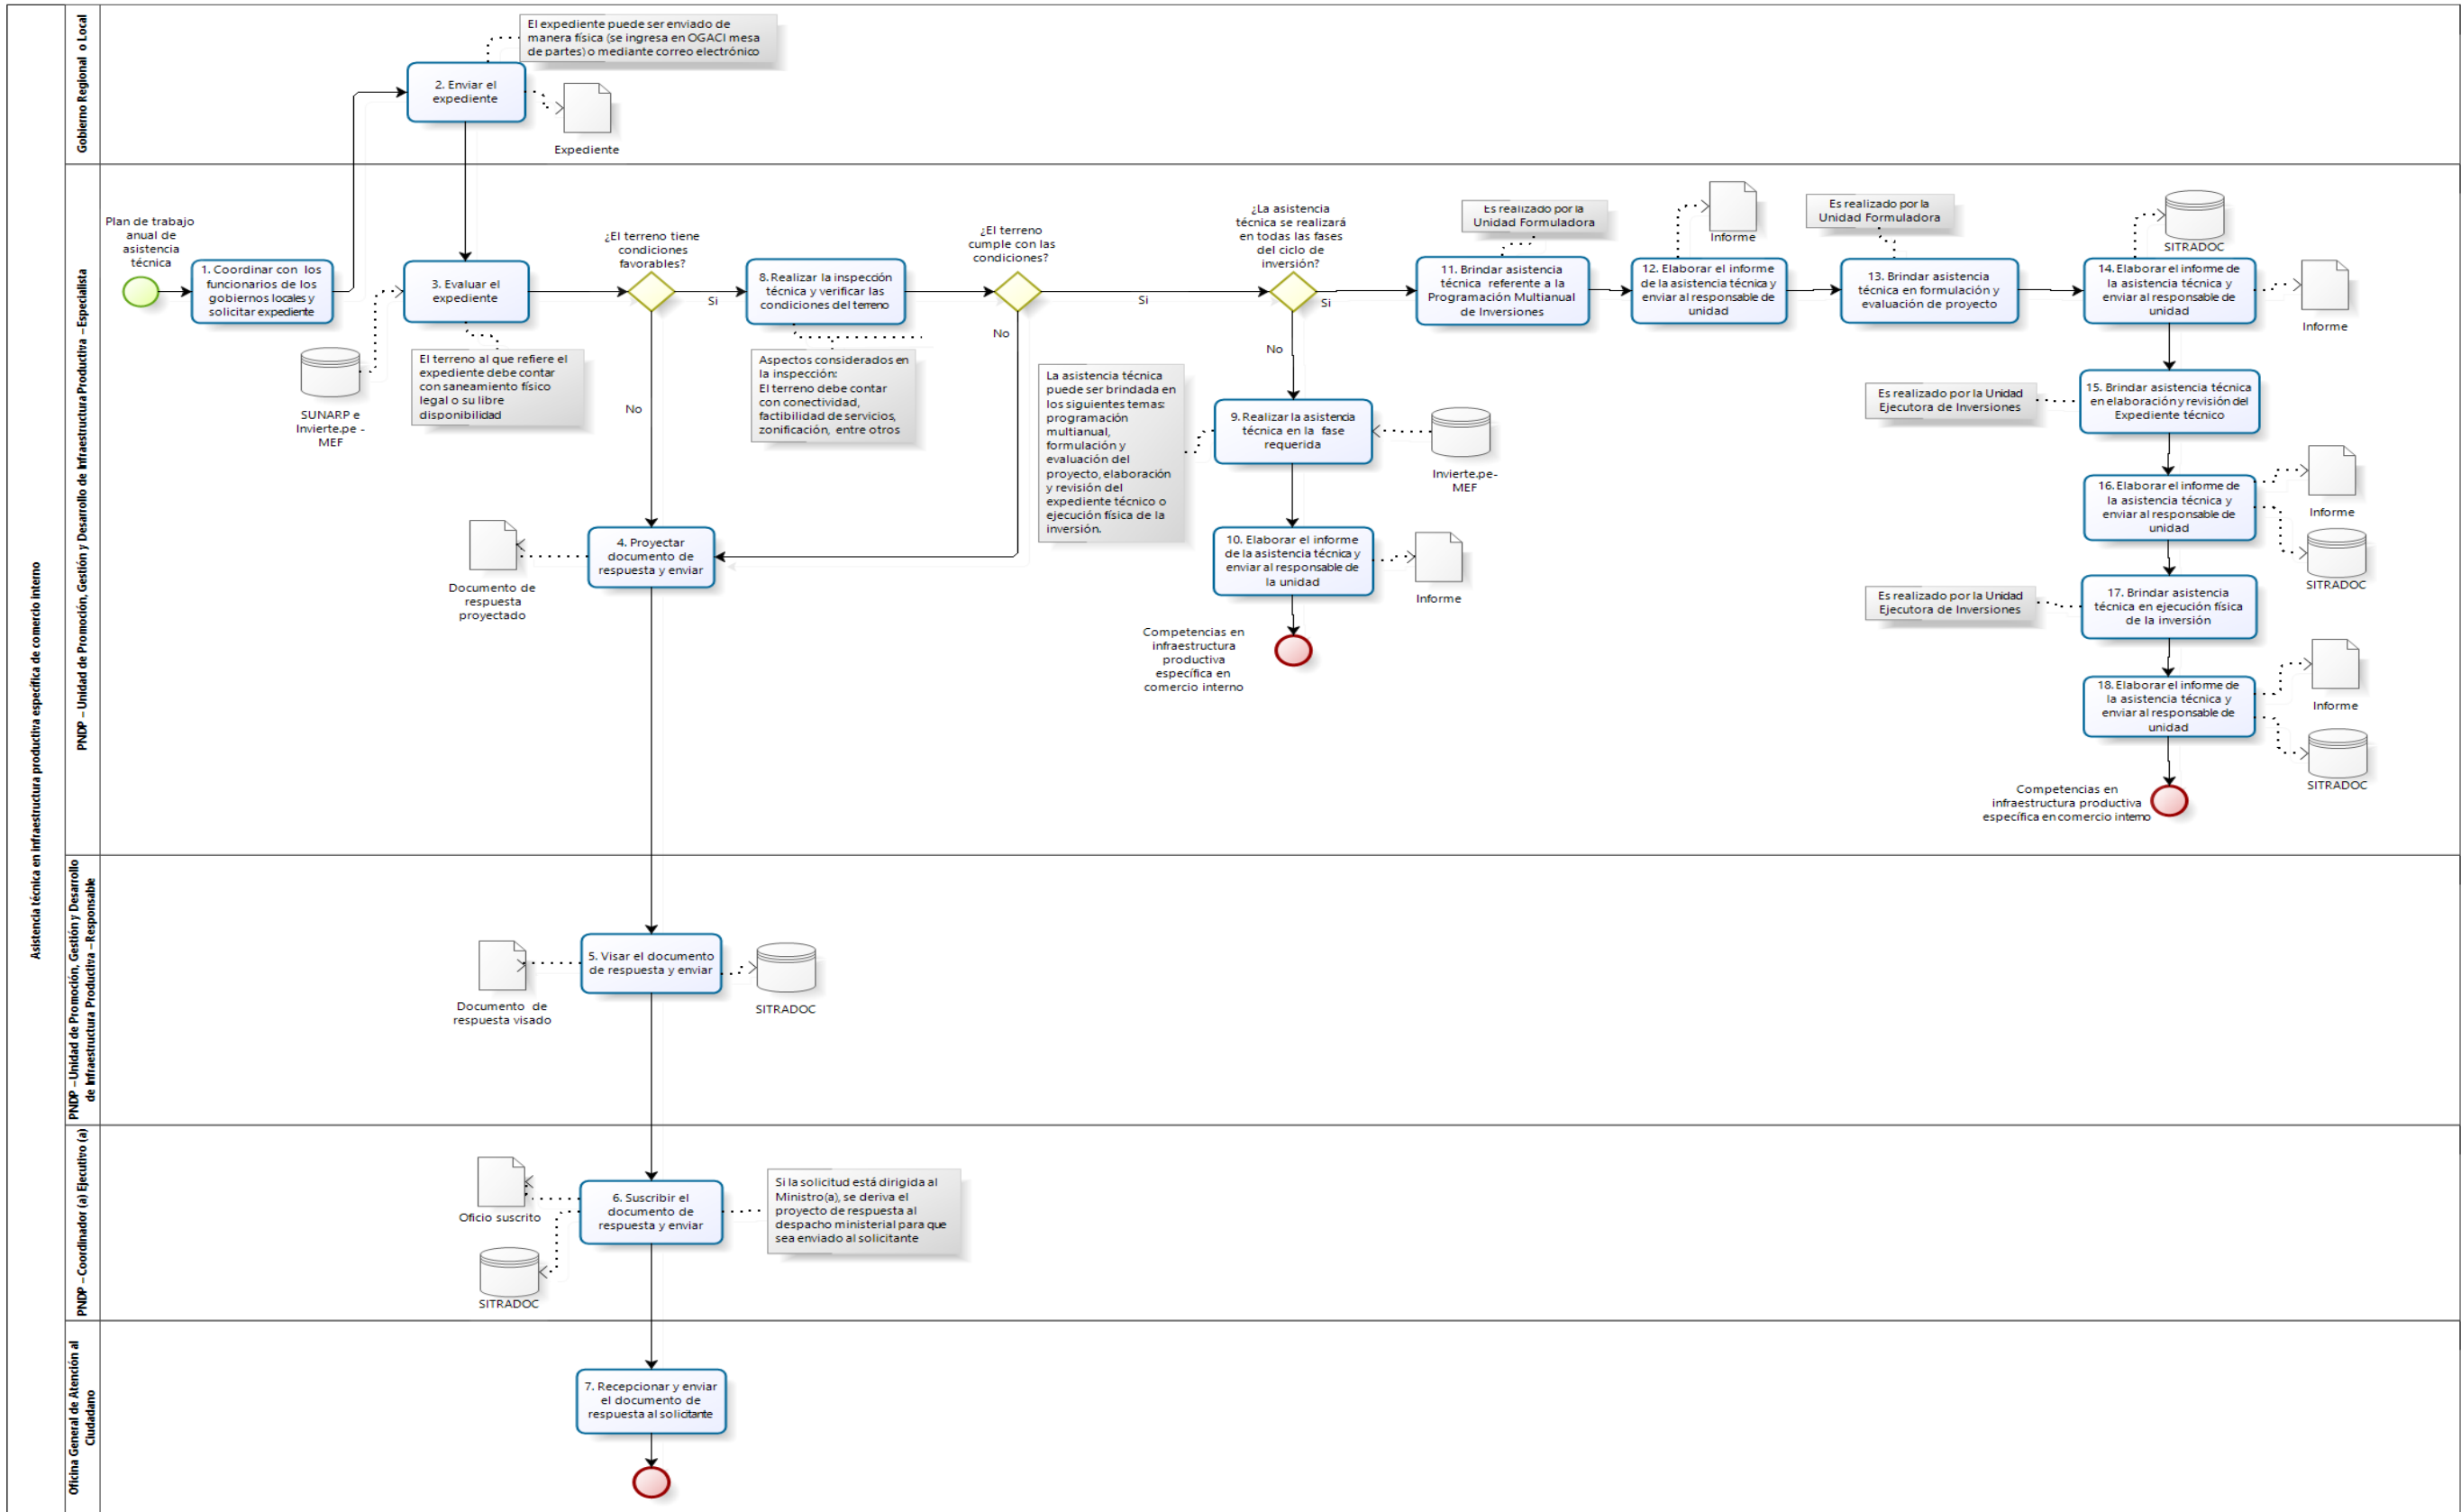 Asistencia técnica en infraestructura productiva específica de comercio interno
Gobierno Regional o Local
El expediente puede ser enviado de
manera física (se ingresa en OGACI mesa
de partes) o mediante correo electrónico
2. Enviar el
expediente
Expediente
PNDP – Unidad de Promoción, Gestión y Desarrollo de Infraestructura Productiva – Especialista
Plan de trabajo
anual de
asistencia
técnica
1. Coordinar con los
funcionarios de los
gobiernos locales y
solicitar expediente
3. Evaluar el
expediente
SUNARP e
Invierte.pe -
MEF
El terreno al que refiere el
expediente debe contar
con saneamiento físico
legal o su libre
disponibilidad
¿El terreno tiene
condiciones
favorables?
Si
No
8. Realizar la inspección
técnica y verificar las
condiciones del terreno
Aspectos considerados en
la inspección:
El terreno debe contar
con conectividad,
factibilidad de servicios,
zonificación, entre otros
¿El terreno
cumple con las
condiciones?
No
Si
¿La asistencia
técnica se realizará
en todas las fases
del ciclo de
inversión?
Si
No
La asistencia técnica
puede ser brindada en
los siguientes temas:
programación
multianual,
formulación y
evaluación del
proyecto, elaboración
y revisión del
expediente técnico o
ejecución física de la
inversión.
9. Realizar la asistencia
técnica en la fase
requerida
Invierte.pe-
MEF
10. Elaborar el informe
de la asistencia técnica y
enviar al responsable de
la unidad
Informe
Competencias en
infraestructura
productiva
específica en
comercio interno
Es realizado por la
Unidad Formuladora
11. Brindar asistencia
técnica referente a la
Programación Multianual
de Inversiones
Informe
12. Elaborar el informe
de la asistencia técnica y
enviar al responsable de
unidad
Es realizado por la
Unidad Formuladora
13. Brindar asistencia
técnica en formulación y
evaluación de proyecto
SITRADOC
14. Elaborar el informe de
la asistencia técnica y
enviar al responsable de
unidad
Informe
Es realizado por la Unidad
Ejecutora de Inversiones
15. Brindar asistencia técnica
en elaboración y revisión del
Expediente técnico
16. Elaborar el informe de
la asistencia técnica y
enviar al responsable de
unidad
Informe
SITRADOC
Es realizado por la Unidad
Ejecutora de Inversiones
17. Brindar asistencia
técnica en ejecución física
de la inversión
18. Elaborar el informe de
la asistencia técnica y
enviar al responsable de
unidad
Informe
SITRADOC
Competencias en
infraestructura productiva
específica en comercio interno
4. Proyectar
documento de
respuesta y enviar
Documento de
respuesta
proyectado
PNDP – Unidad de Promoción, Gestión y Desarrollo
de Infraestructura Productiva – Responsable
5. Visar el documento
de respuesta y enviar
Documento de
respuesta visado
SITRADOC
PNDP – Coordinador (a) Ejecutivo (a)
6. Suscribir el
documento de
respuesta y enviar
Oficio suscrito
SITRADOC
Si la solicitud está dirigida al
Ministro(a), se deriva el
proyecto de respuesta al
despacho ministerial para que
sea enviado al solicitante
Oficina General de Atención al
Ciudadano
7. Recepcionar y enviar
el documento de
respuesta al solicitante